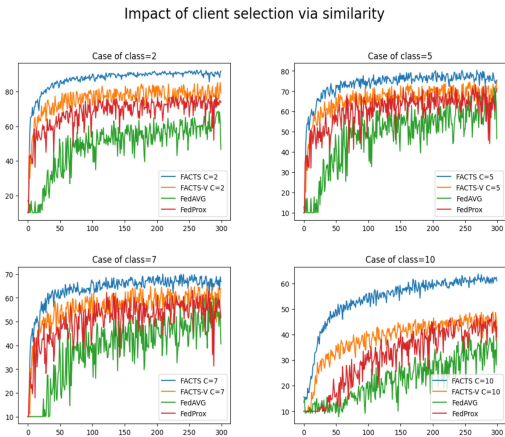 Impact of client selection via similarity
Case of class=2
80
60
40
20
0
50
100
150
200
250
300
FACTS C=2
FACTS-V C=2
FedAVG
FedProx
Case of class=5
80
70
60
50
40
30
20
10
0
50
100
150
200
250
300
FACTS C=5
FACTS-V C=5
FedAVG
FedProx
Case of class=7
70
60
50
40
30
20
10
0
50
100
150
200
250
300
FACTS C=7
FACTS-V C=7
FedAVG
FedProx
Case of class=10
60
50
40
30
20
10
0
50
100
150
200
250
300
FACTS C=10
FACTS-V C=10
FedAVG
FedProx